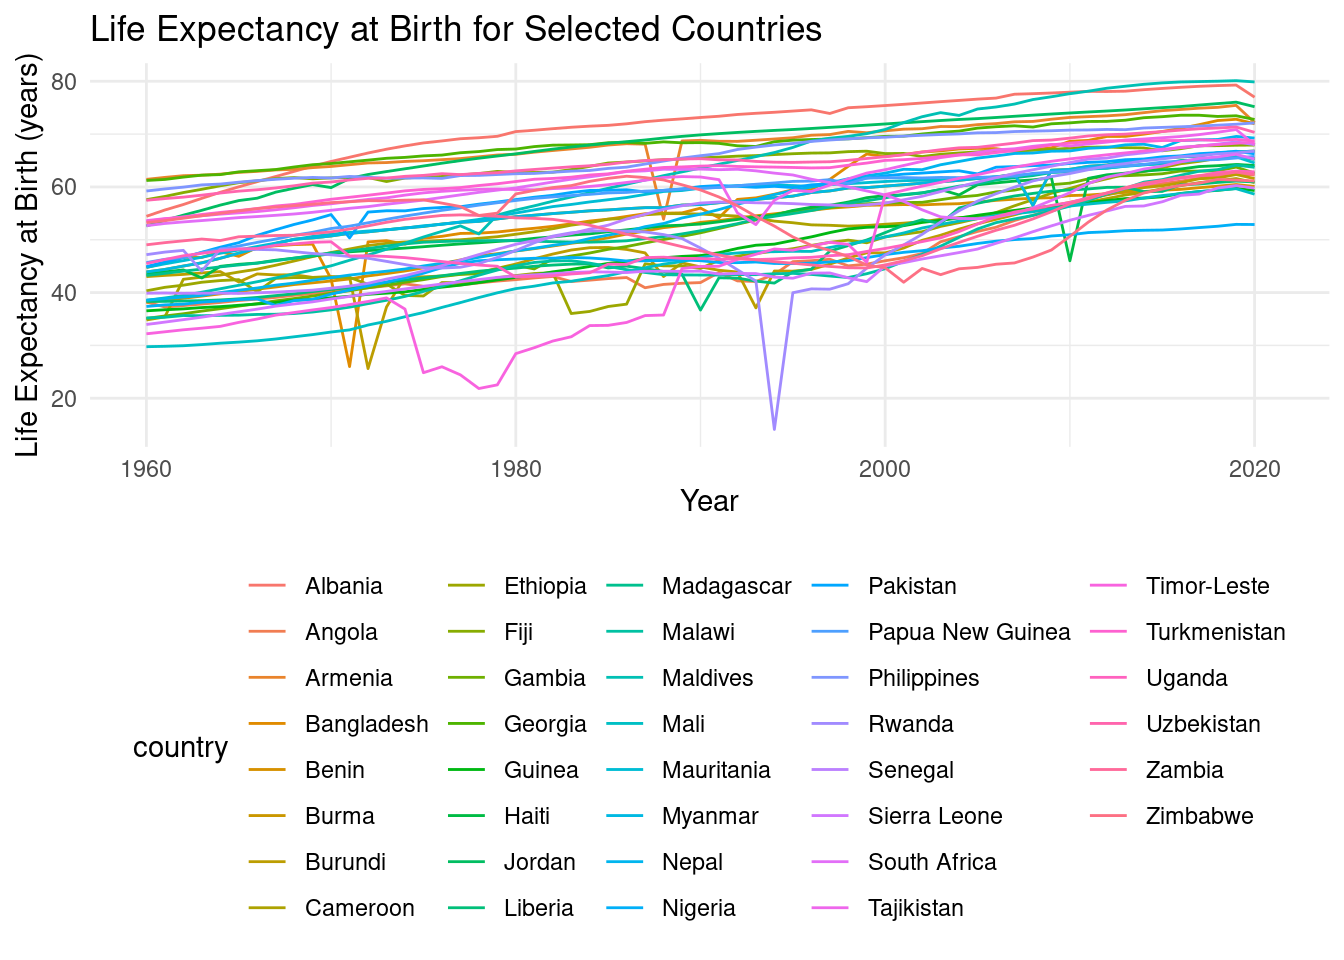 Life Expectancy at Birth for Selected Countries
Life Expectancy at Birth (years)
80
60
40
20
1960 1980 2000 2020
Year
country
Albania Ethiopia Madagascar Pakistan Timor-Leste
Angola Fiji Malawi Papua New Guinea Turkmenistan
Armenia Gambia Maldives Philippines Uganda
Bangladesh Georgia Mali Rwanda Uzbekistan
Benin Guinea Mauritania Senegal Zambia
Burma Haiti Myanmar Sierra Leone Zimbabwe
Burundi Jordan Nepal South Africa
Cameroon Liberia Nigeria Tajikistan